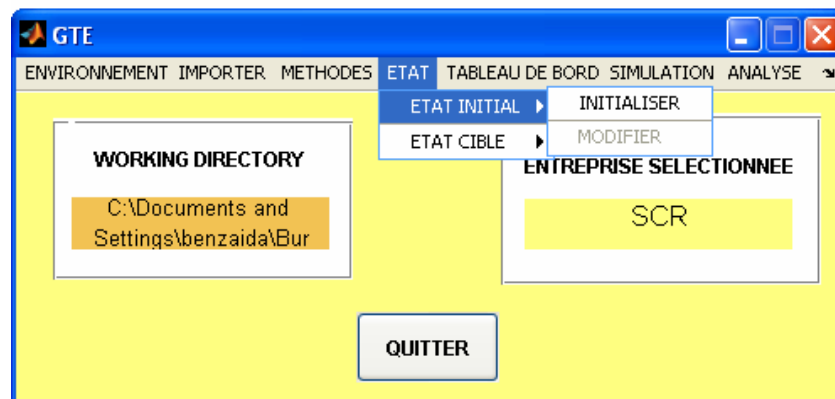 GTE
ENVIRONNEMENT IMPORTER METHODES ETAT TABLEAU DE BORD SIMULATION ANALYSE
ETAT INITIAL INITIALISER
ETAT CIBLE MODIFIER
WORKING DIRECTORY
C:\Documents and
Settings\benzaida\Bur
ENTREPRISE SELECTIONNEE
SCR
QUITTER